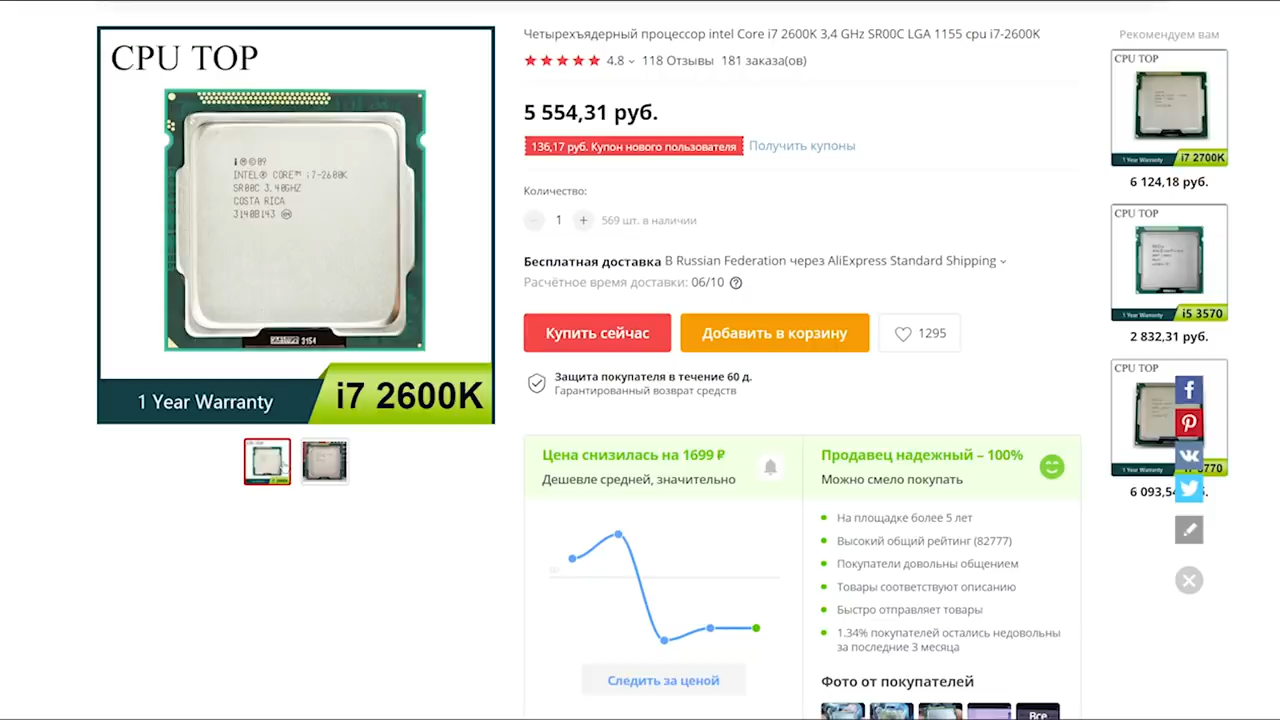 CPU TOP
i©09
INTEL® CORE™ i7-2600K
SR00C 3.40GHZ
COSTA RICA
3140B143
3154
1 Year Warranty
i7 2600K
Четырехъядерный процессор intel Core i7 2600K 3,4 GHz SR00C LGA 1155 cpu i7-2600K
4.8 118 Отзывы 181 заказа(ов)
5 554,31 руб.
136,17 руб. Купон нового пользователя Получить купоны
Количество:
− 1 + 569 шт. в наличии
Бесплатная доставка В Russian Federation через AliExpress Standard Shipping
Расчётное время доставки: 06/10 ?
Купить сейчас
Добавить в корзину
1295
Защита покупателя в течение 60 д.
Гарантированный возврат средств
Цена снизилась на 1699 ₽
Дешевле средней, значительно
Следить за ценой
Продавец надежный – 100%
Можно смело покупать
На площадке более 5 лет
Высокий общий рейтинг (82777)
Покупатели довольны общением
Товары соответствуют описанию
Быстро отправляет товары
1.34% покупателей остались недовольны
за последние 3 месяца
Фото от покупателей
Все
Рекомендуем вам
CPU TOP
1 Year Warranty i7 2700K
6 124,18 руб.
CPU TOP
1 Year Warranty i5 3570
2 832,31 руб.
CPU TOP
1 Year Warranty
6 093,5